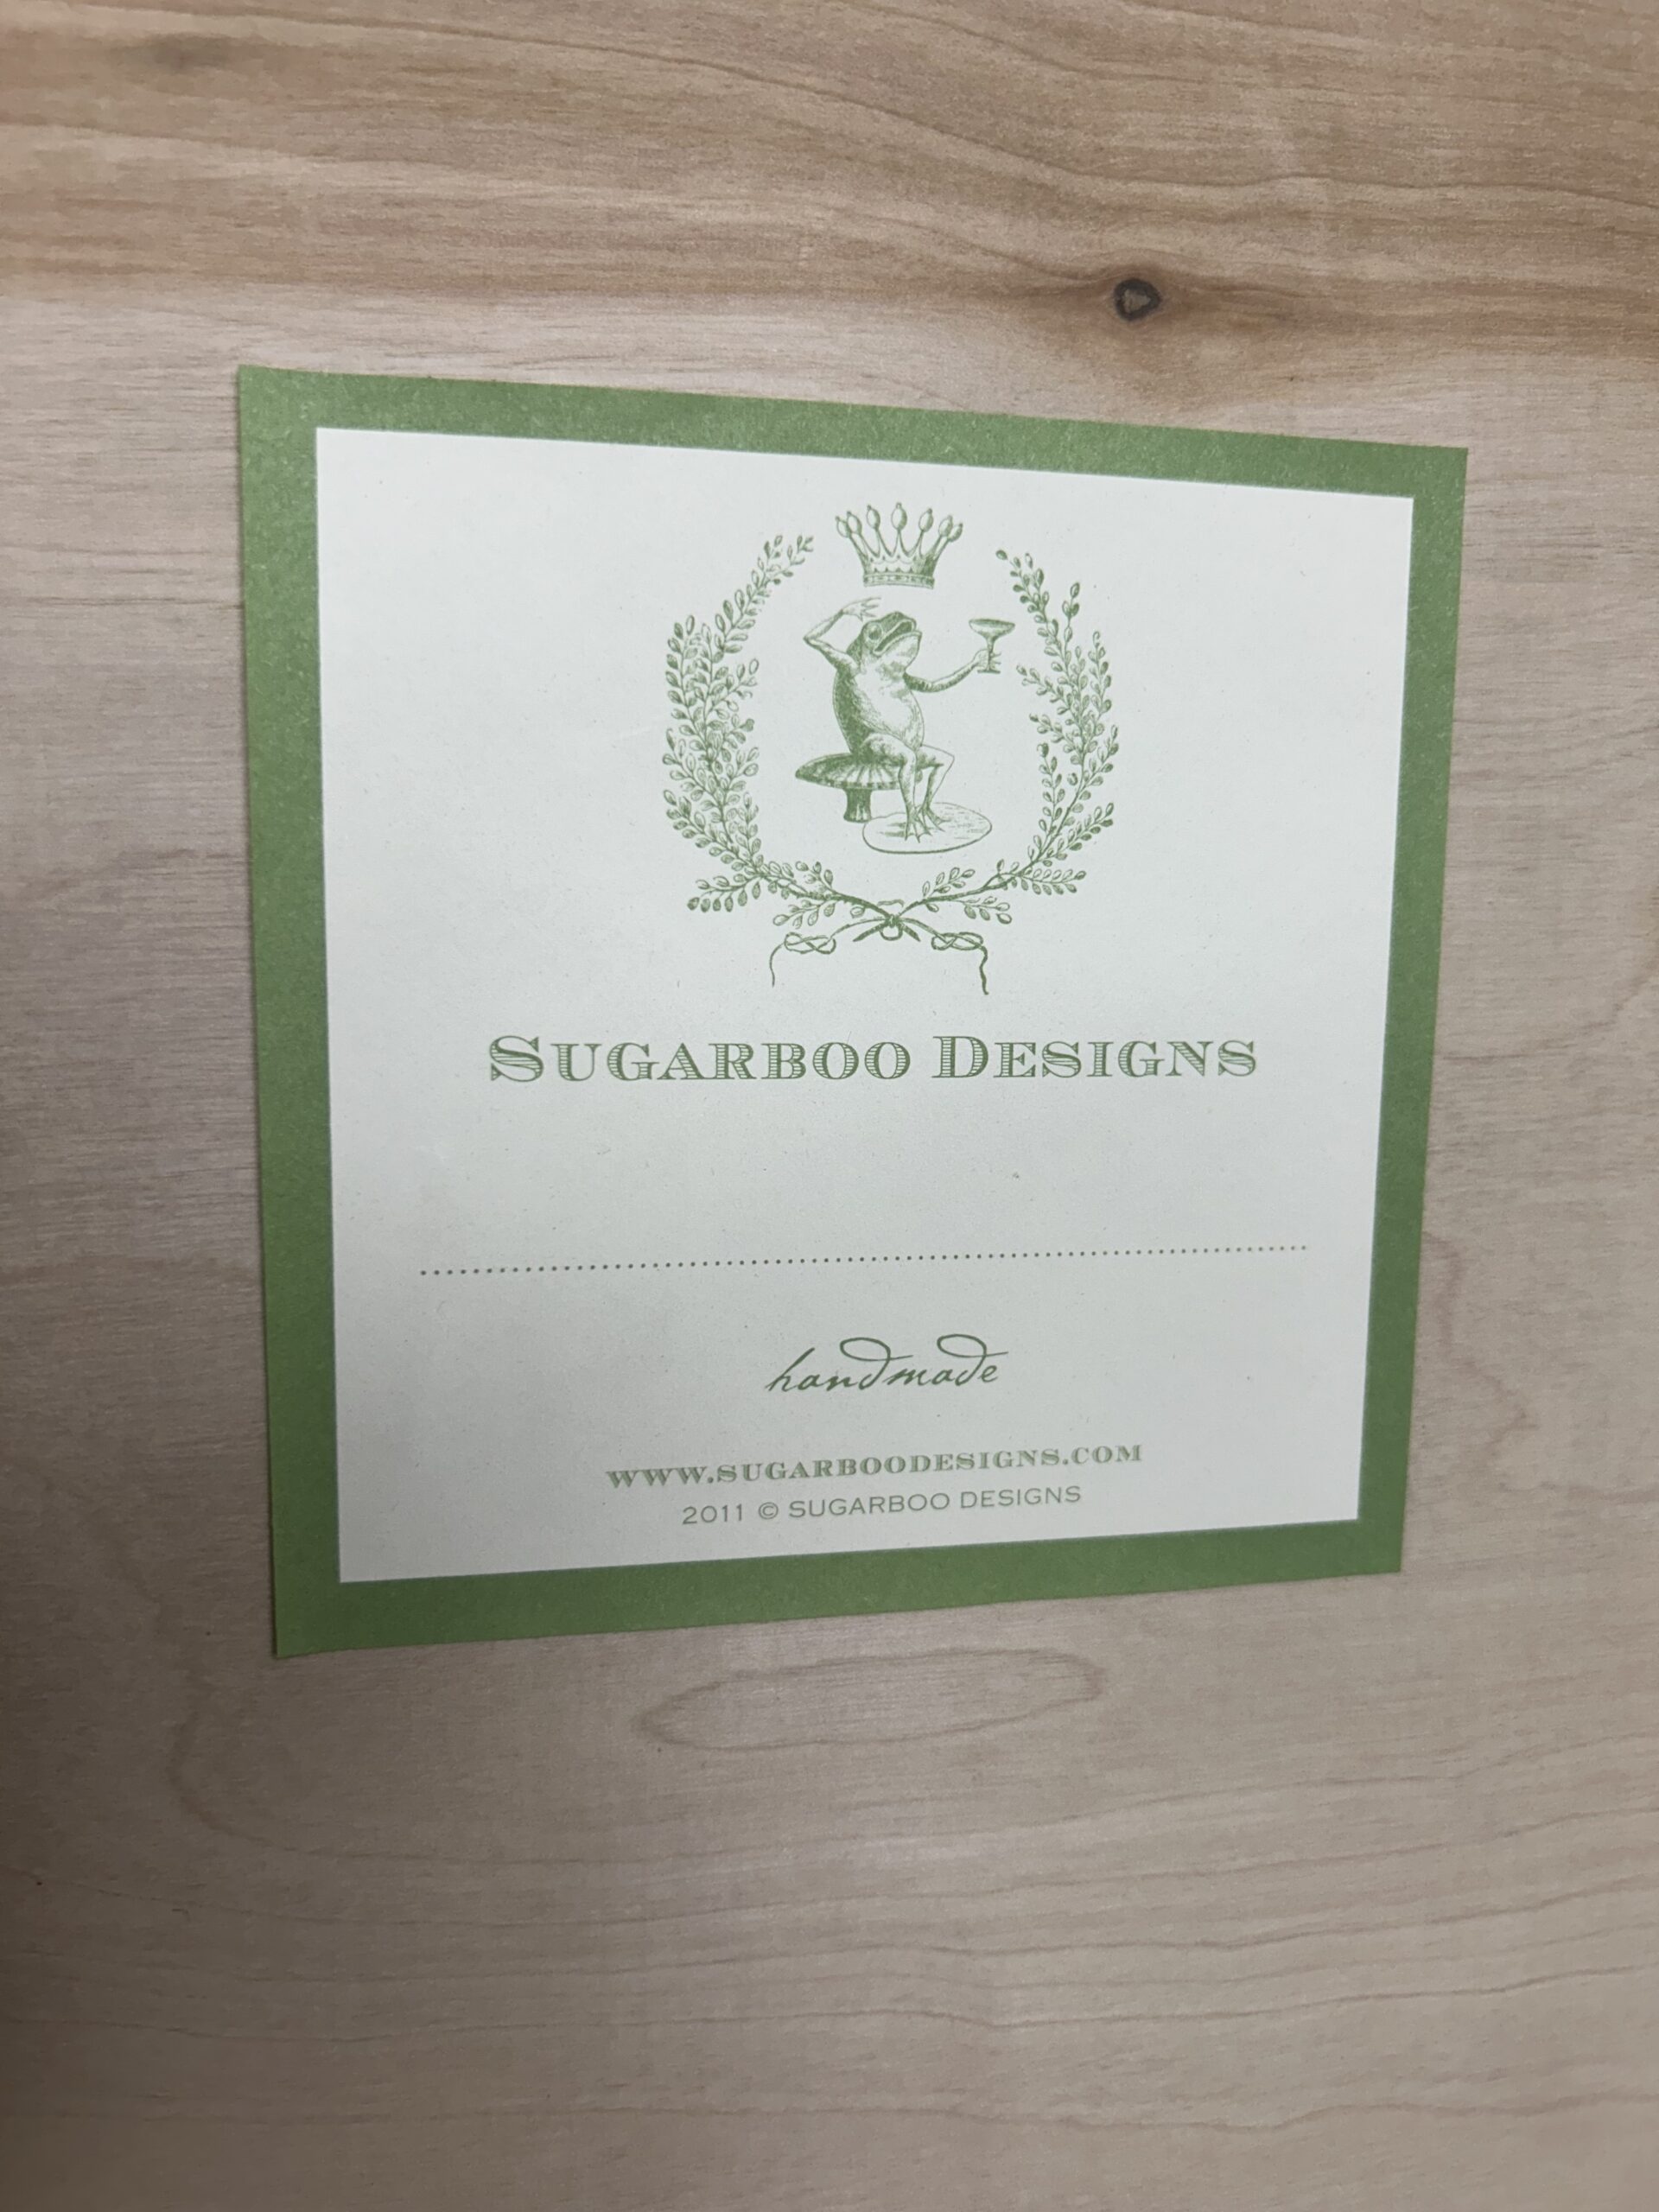 SUGARBOO DESIGNS
handmade
WWW.SUGARBOODESIGNS.COM
2011 © SUGARBOO DESIGNS